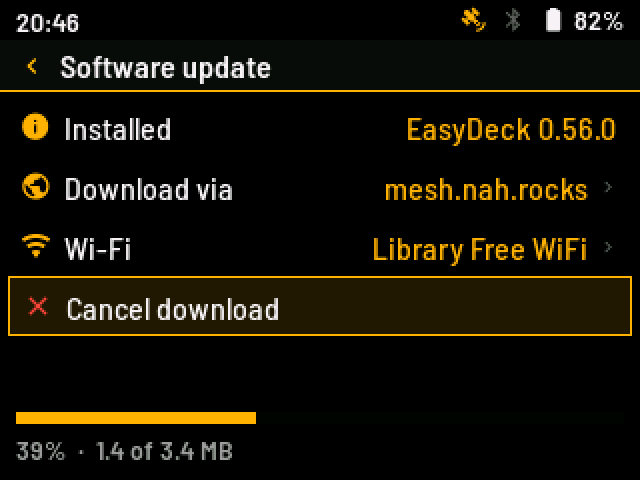 20:46 82%
Software update
Installed EasyDeck 0.56.0
Download via mesh.nah.rocks
Wi-Fi Library Free WiFi
Cancel download
39% · 1.4 of 3.4 MB